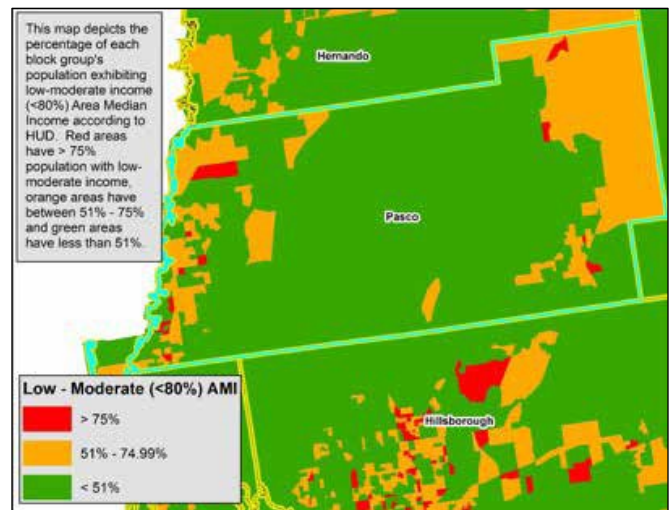 This map depicts the
percentage of each
block group's
population exhibiting
low-moderate income
(<80%) Area Median
Income according to
HUD. Red areas
have > 75%
population with low-
moderate income,
orange areas have
between 51% - 75%
and green areas
have less than 51%.
Hernando
Pasco
Hillsborough
Low - Moderate (<80%) AMI
> 75%
51% - 74.99%
< 51%